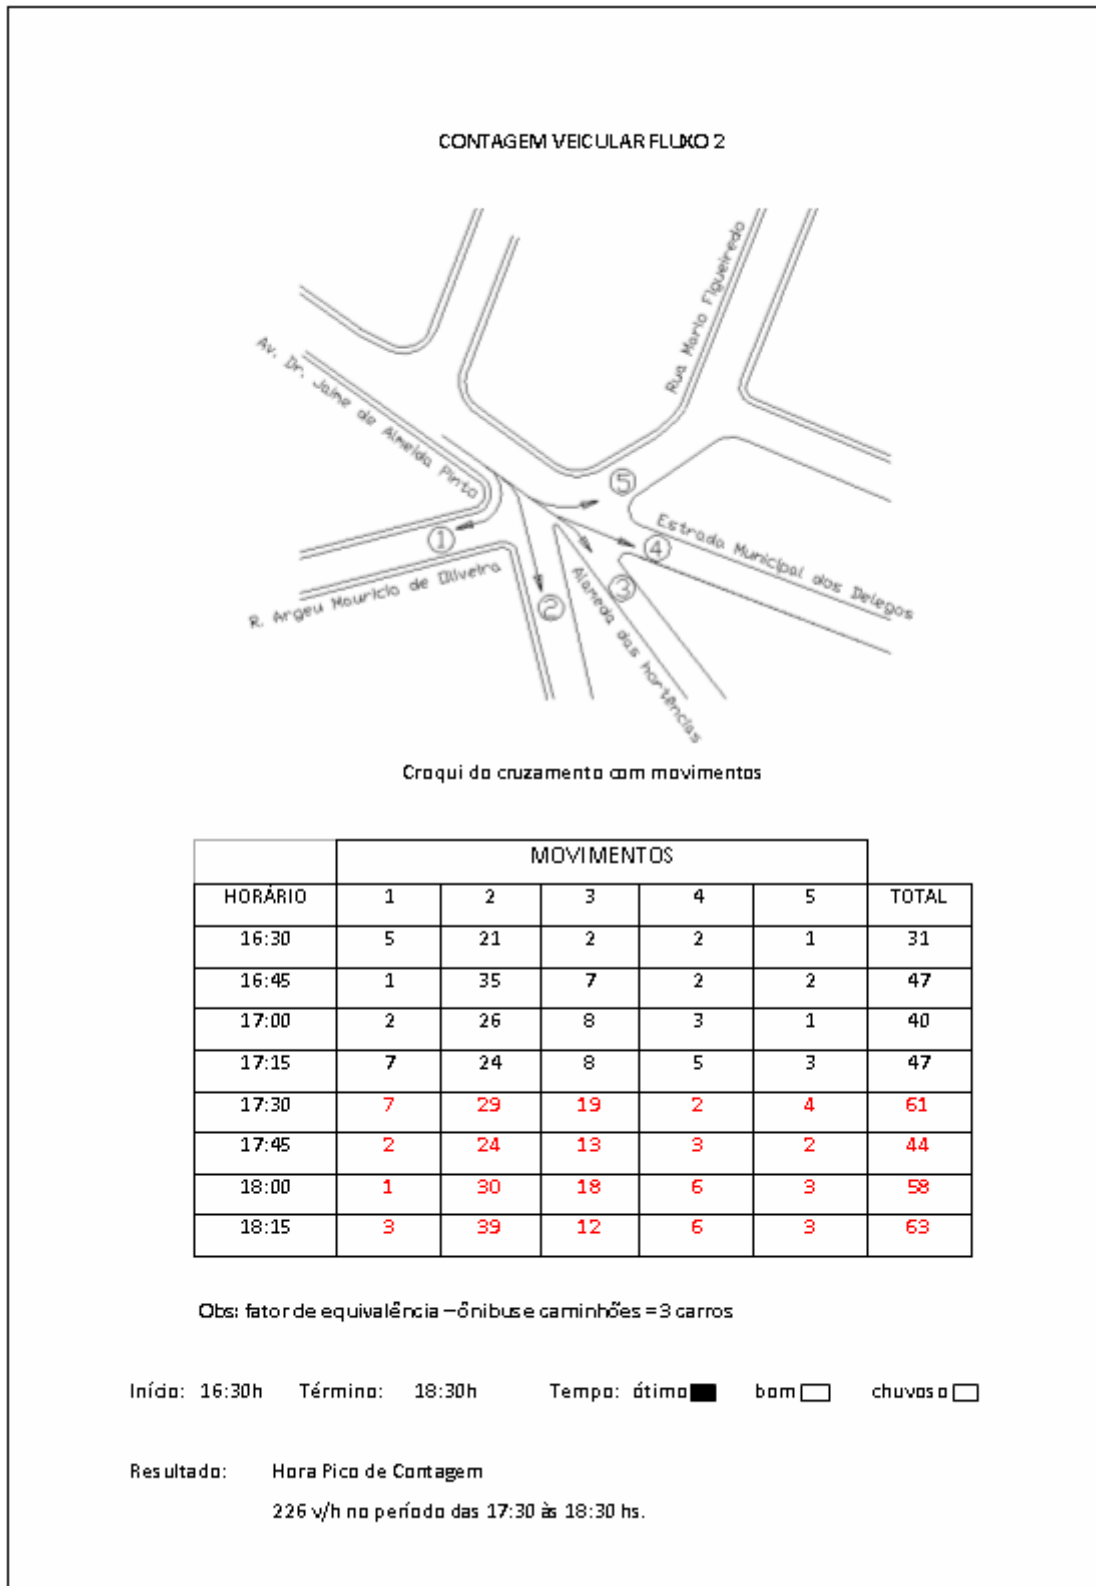 CONTAGEM VEICULAR FLUXO 2
Rua Mario Figueiredo
Av. Dr. Jaime de Almeida Pinto
5
1
4
Estrada Municipal dos Delegos
R. Argeu Mauricio de Oliveira
2
3
Alameda das hortências
Croqui do cruzamento com movimentos
MOVIMENTOS
HORÁRIO 1 2 3 4 5 TOTAL
16:30 5 21 2 2 1 31
16:45 1 35 7 2 2 47
17:00 2 26 8 3 1 40
17:15 7 24 8 5 3 47
17:30 7 29 19 2 4 61
17:45 2 24 13 3 2 44
18:00 1 30 18 6 3 58
18:15 3 39 12 6 3 63
Obs: fator de equivalência – ônibus e caminhões = 3 carros
Início: 16:30h Término: 18:30h Tempo: ótimo bom chuvoso
Resultado: Hora Pico de Contagem
226 v/h no período das 17:30 às 18:30 hs.